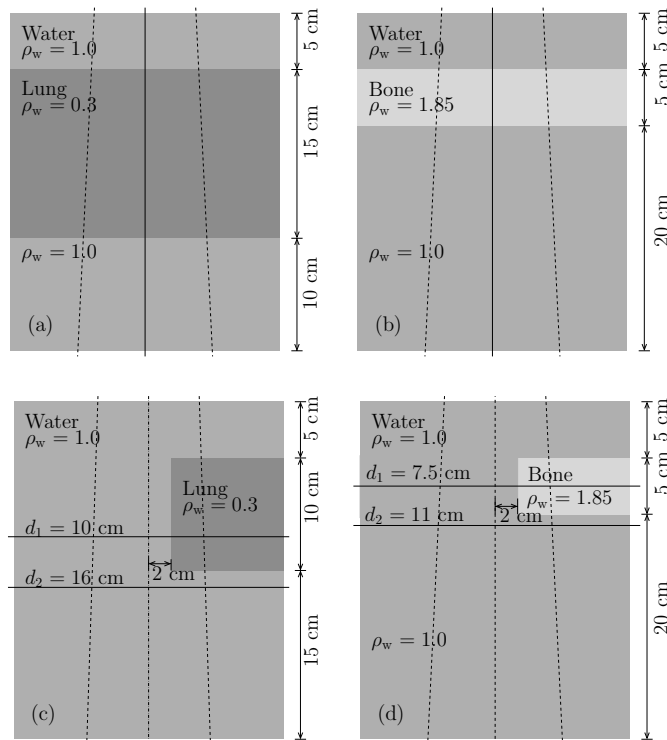 Water
ρw = 1.0
Lung
ρw = 0.3
ρw = 1.0
(a)
5 cm
15 cm
10 cm
Water
ρw = 1.0
Bone
ρw = 1.85
ρw = 1.0
(b)
5 cm
5 cm
20 cm
Water
ρw = 1.0
Lung
ρw = 0.3
d1 = 10 cm
d2 = 16 cm
2 cm
(c)
5 cm
10 cm
15 cm
Water
ρw = 1.0
d1 = 7.5 cm
Bone
ρw = 1.85
d2 = 11 cm
2 cm
ρw = 1.0
(d)
5 cm
5 cm
20 cm